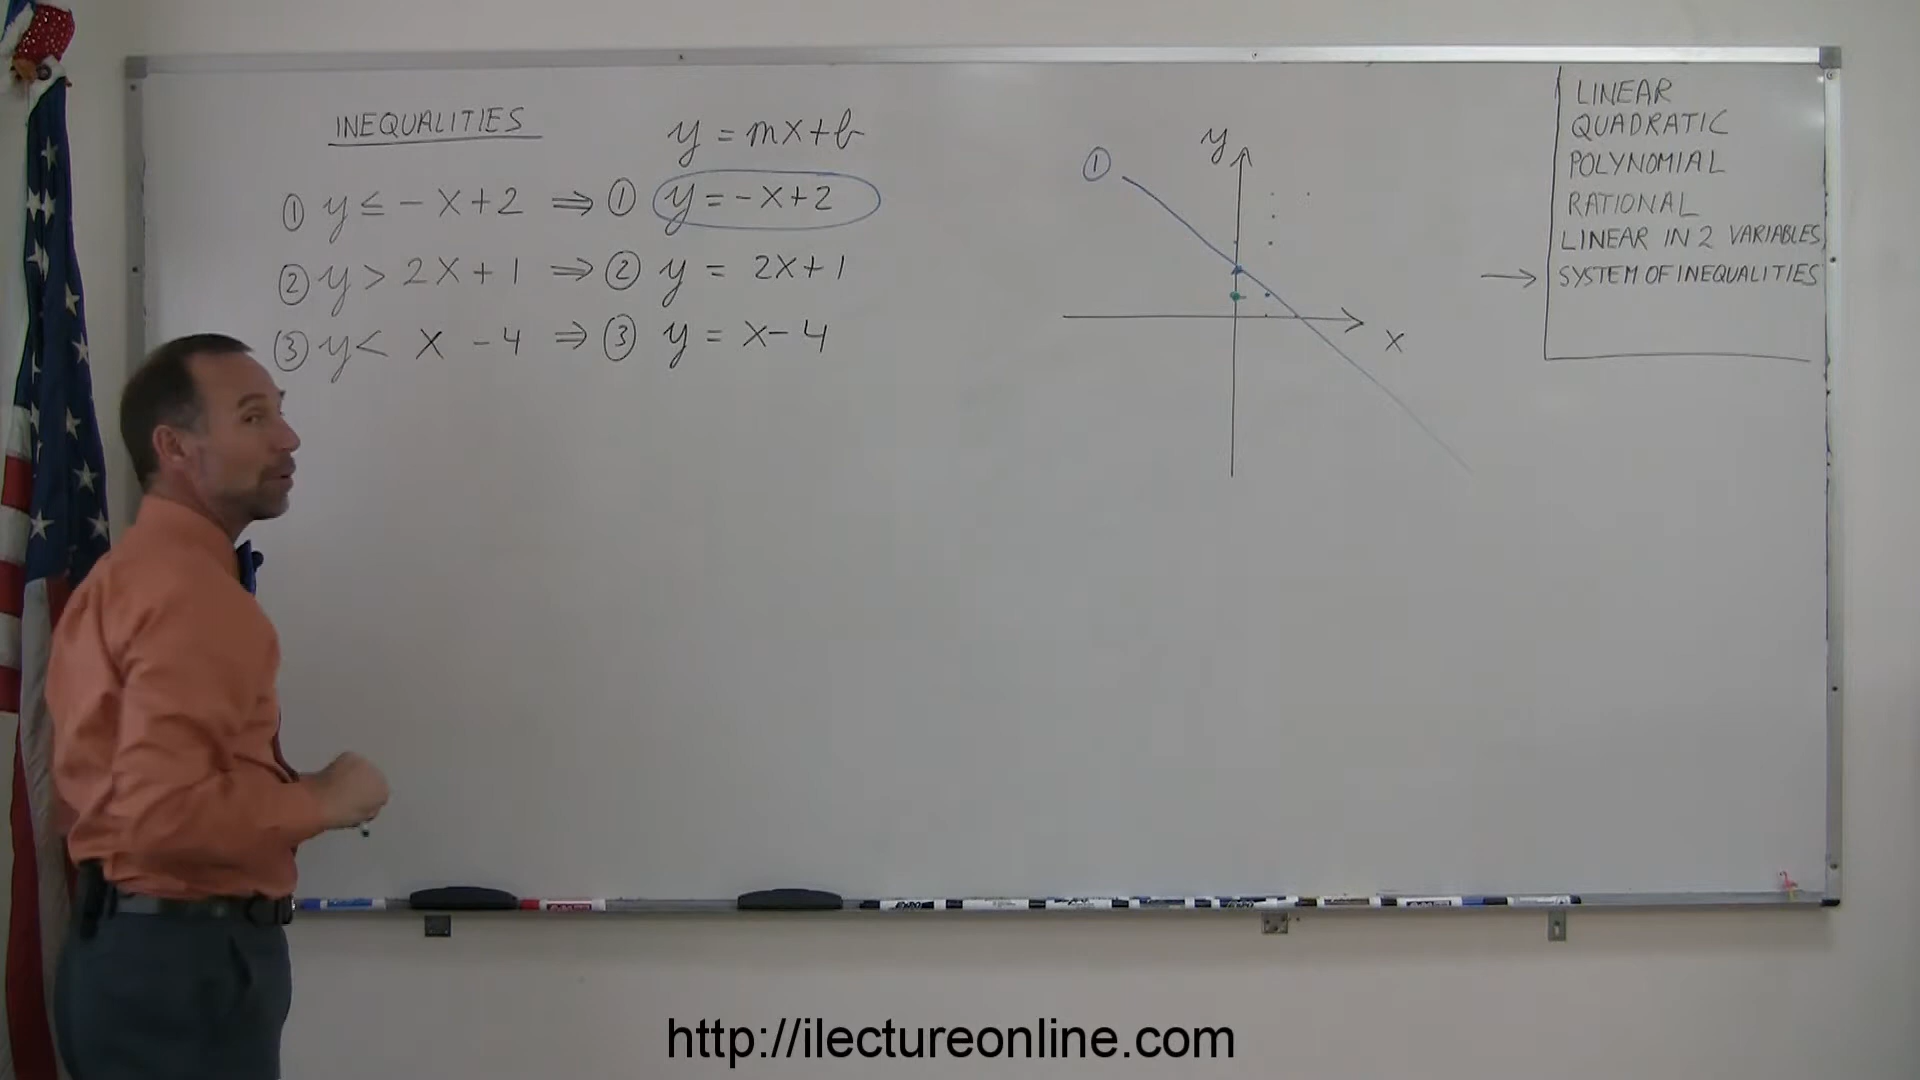 INEQUALITIES
y = mx+b
① y ≤ -x+2 ⇒ ① y = -x+2
② y > 2x+1 ⇒ ② y = 2x+1
③ y < x-4 ⇒ ③ y = x-4
①
y
x
LINEAR
QUADRATIC
POLYNOMIAL
RATIONAL
LINEAR IN 2 VARIABLES
→ SYSTEM OF INEQUALITIES
http://ilectureonline.com